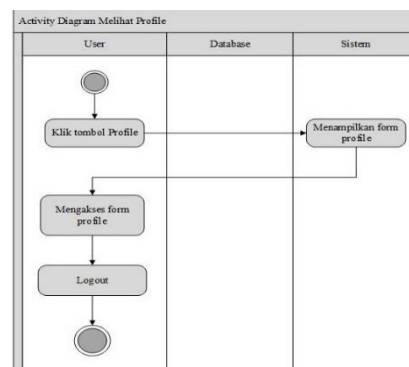 Activity Diagram Melihat Profile
User
Database
Sistem
Klik tombol Profile
Menampilkan form
profile
Mengakses form
profile
Logout